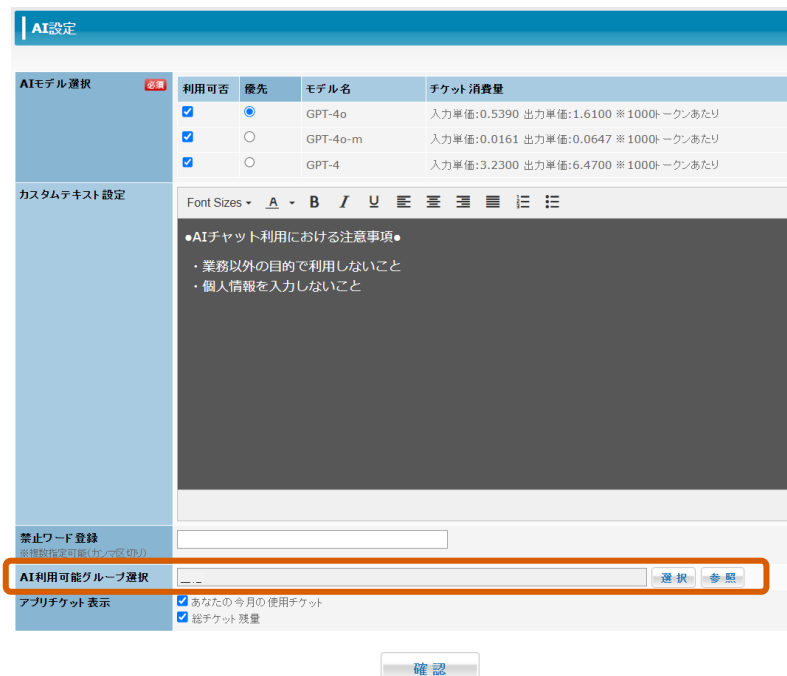 AI設定
AIモデル選択 必須
利用可否 優先 モデル名 チケット消費量
GPT-4o 入力単価:0.5390 出力単価:1.6100 ※1000トークンあたり
GPT-4o-m 入力単価:0.0161 出力単価:0.0647 ※1000トークンあたり
GPT-4 入力単価:3.2300 出力単価:6.4700 ※1000トークンあたり
カスタムテキスト設定
Font Sizes A B I U
●AIチャット利用における注意事項●
・業務以外の目的で利用しないこと
・個人情報を入力しないこと
禁止ワード登録
※複数指定可能(カンマ区切り)
AI利用可能グループ選択 __._ 選択 参照
アプリチケット表示 あなたの今月の使用チケット
総チケット残量
確認